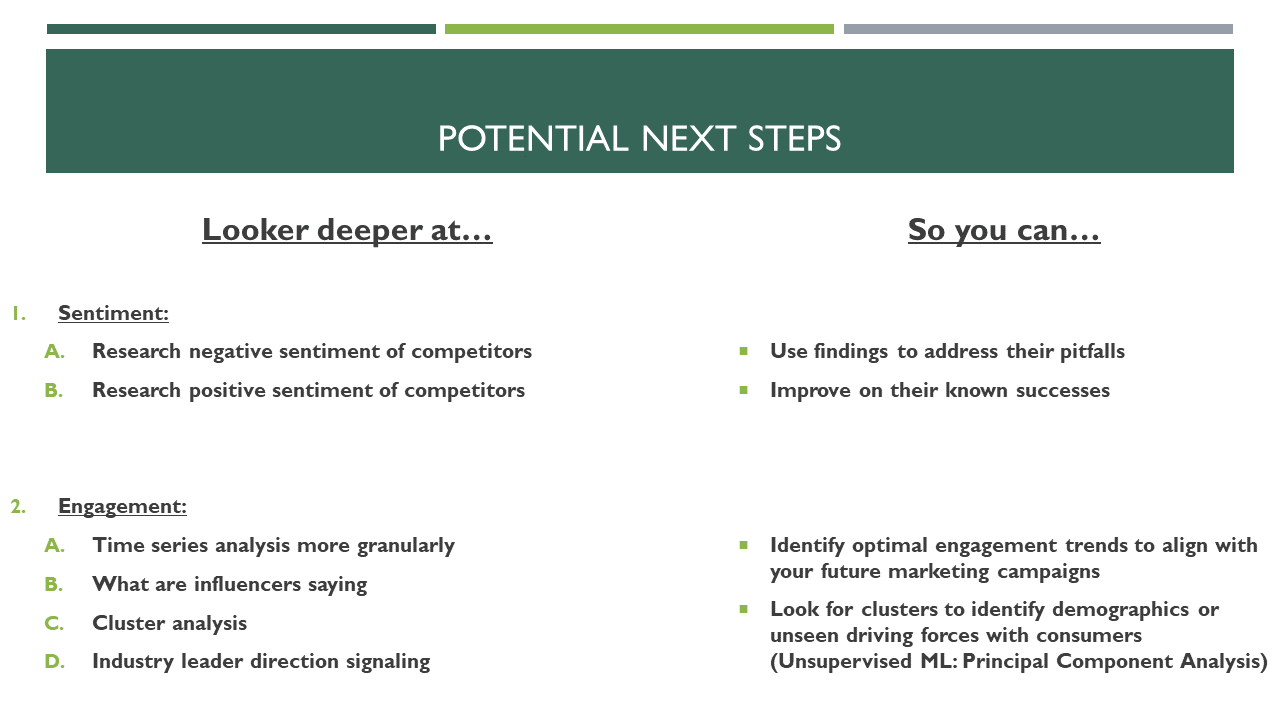 POTENTIAL NEXT STEPS
Looker deeper at...
1. Sentiment:
A. Research negative sentiment of competitors
B. Research positive sentiment of competitors
2. Engagement:
A. Time series analysis more granularly
B. What are influencers saying
C. Cluster analysis
D. Industry leader direction signaling
So you can...
▪ Use findings to address their pitfalls
▪ Improve on their known successes
▪ Identify optimal engagement trends to align with
your future marketing campaigns
▪ Look for clusters to identify demographics or
unseen driving forces with consumers
(Unsupervised ML: Principal Component Analysis)